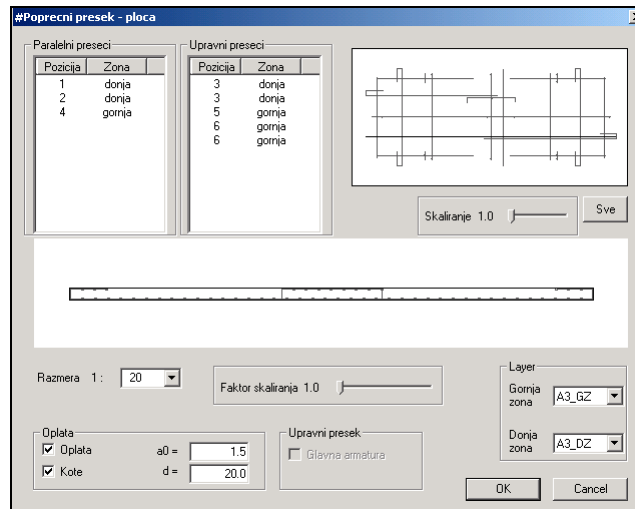 #Poprecni presek - ploca
Paralelni preseci
Pozicija Zona
1 donja
2 donja
4 gornja
Upravni preseci
Pozicija Zona
3 donja
3 donja
5 gornja
6 gornja
6 gornja
Skaliranje 1.0
Sve
Razmera 1 : 20
Faktor skaliranja 1.0
Layer
Gornja zona A3_GZ
Donja zona A3_DZ
Oplata
Oplata a0 = 1.5
Kote d = 20.0
Upravni presek
Glavna armatura
OK Cancel